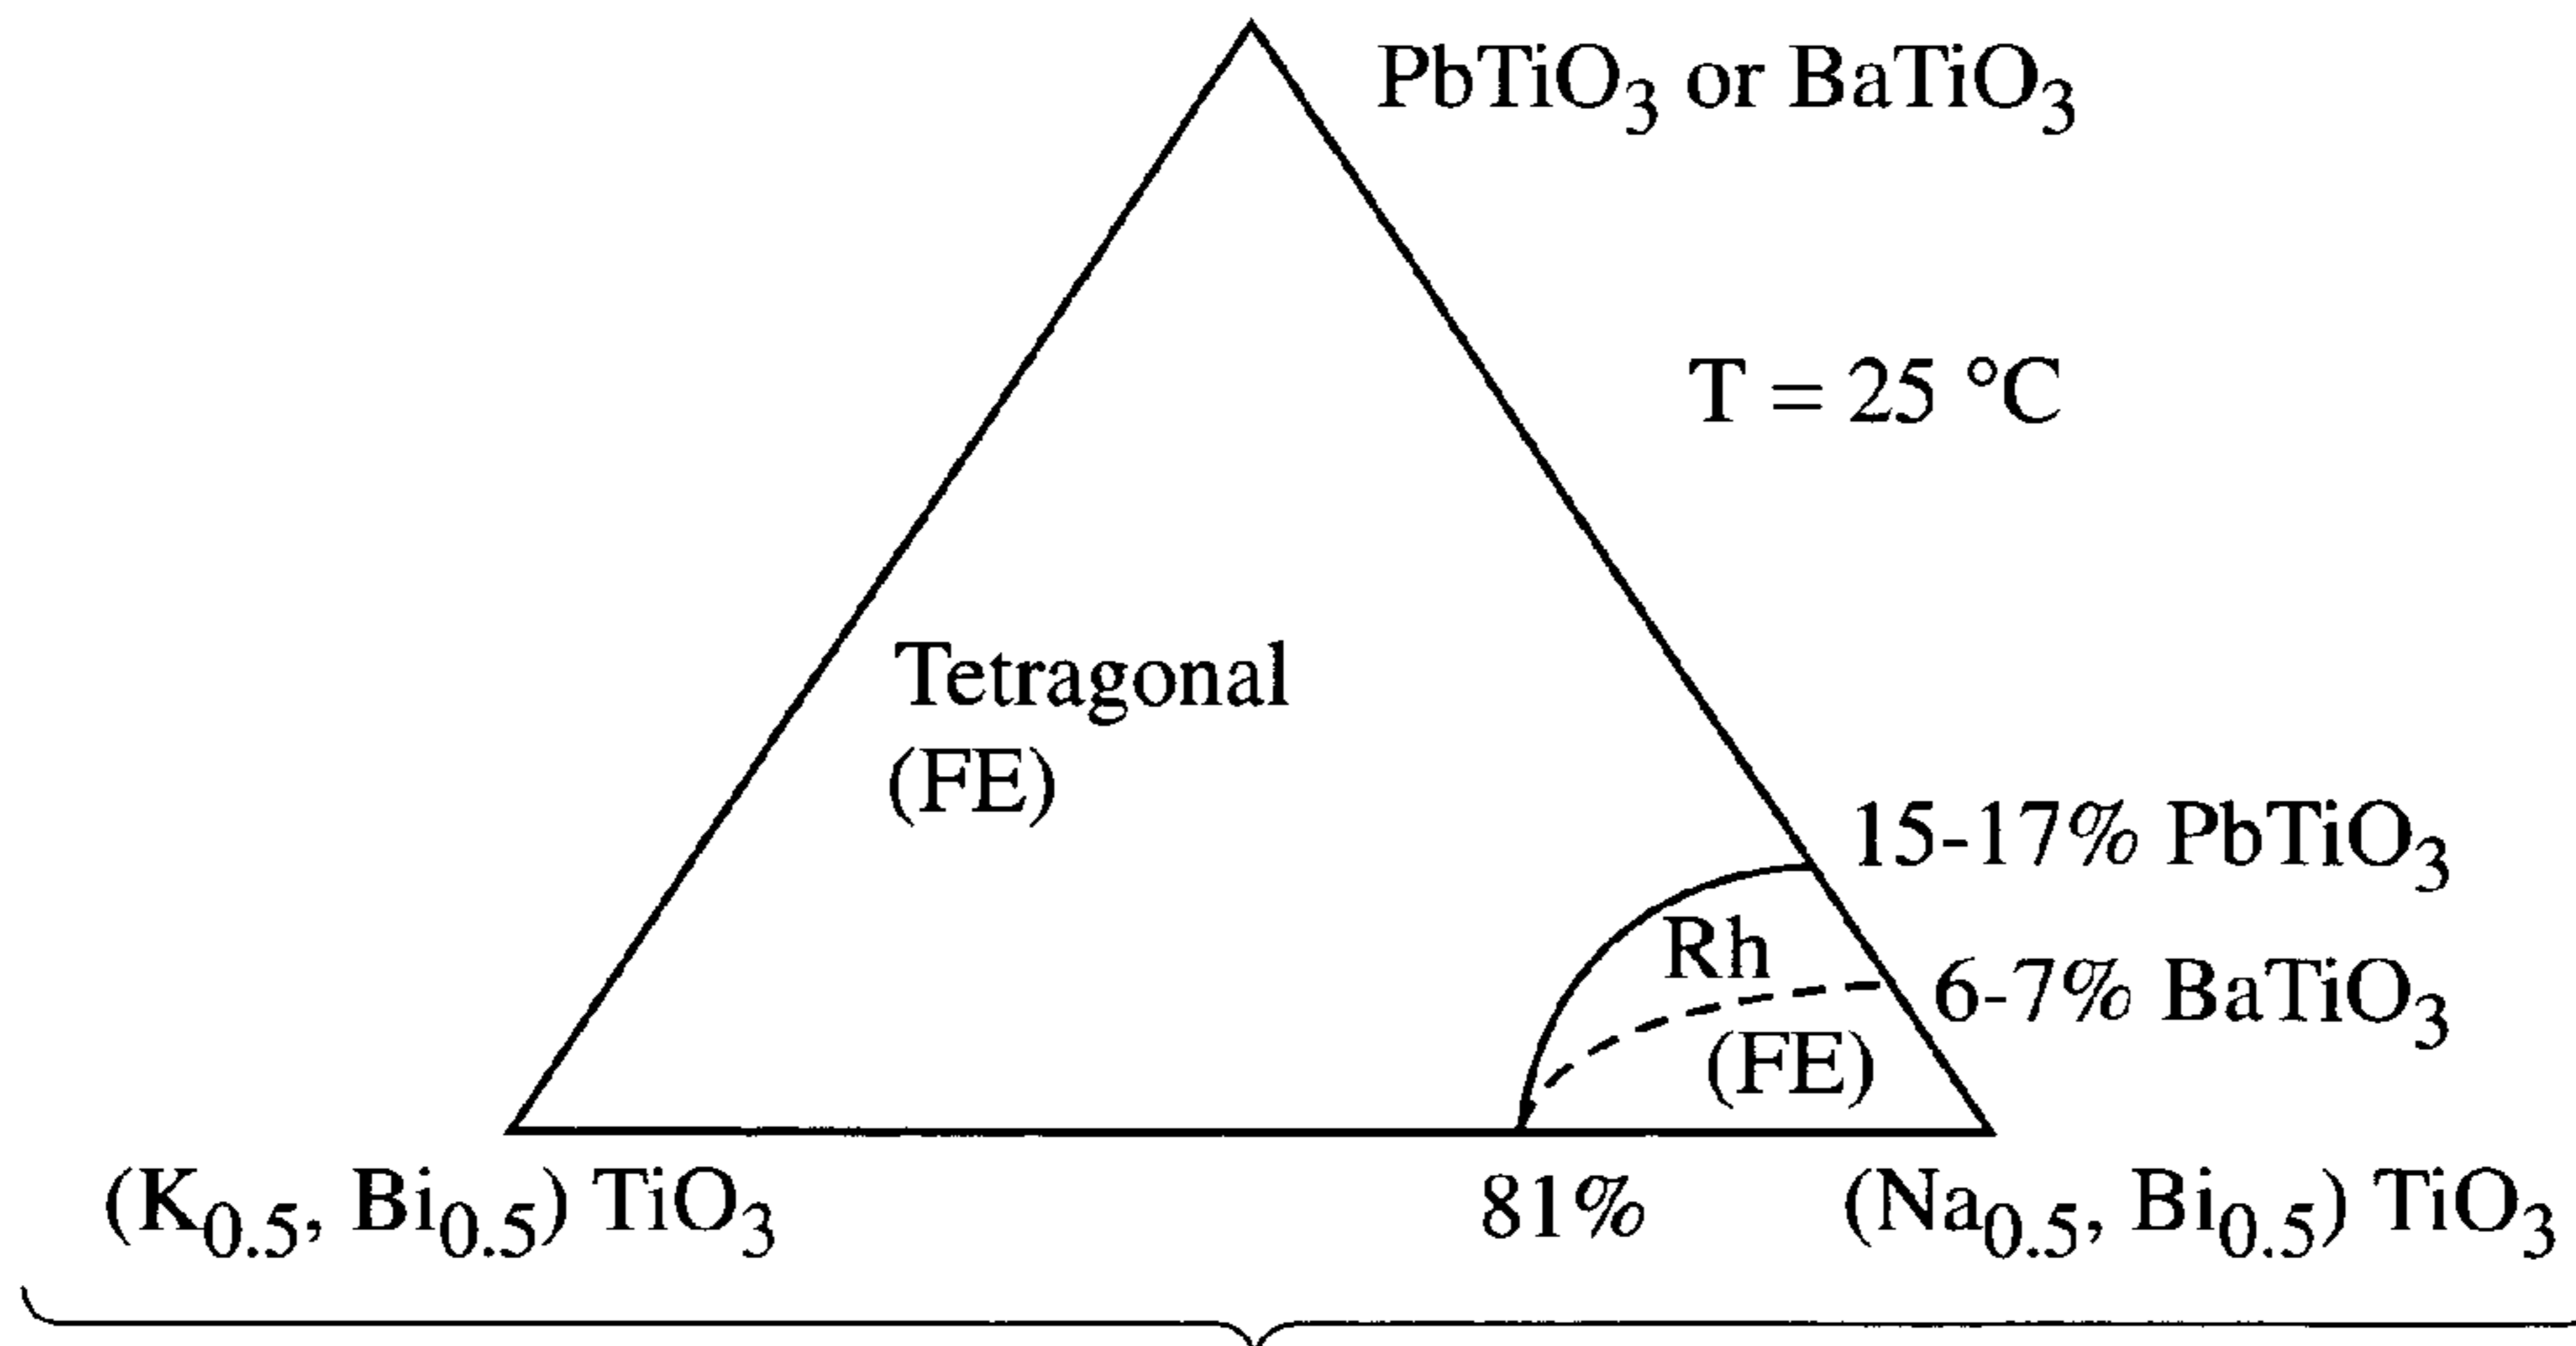 PbTiO₃ or BaTiO₃
T = 25 °C
Tetragonal
(FE)
15-17% PbTiO₃
Rh
6-7% BaTiO₃
(FE)
(K₀.₅, Bi₀.₅) TiO₃
81%
(Na₀.₅, Bi₀.₅) TiO₃